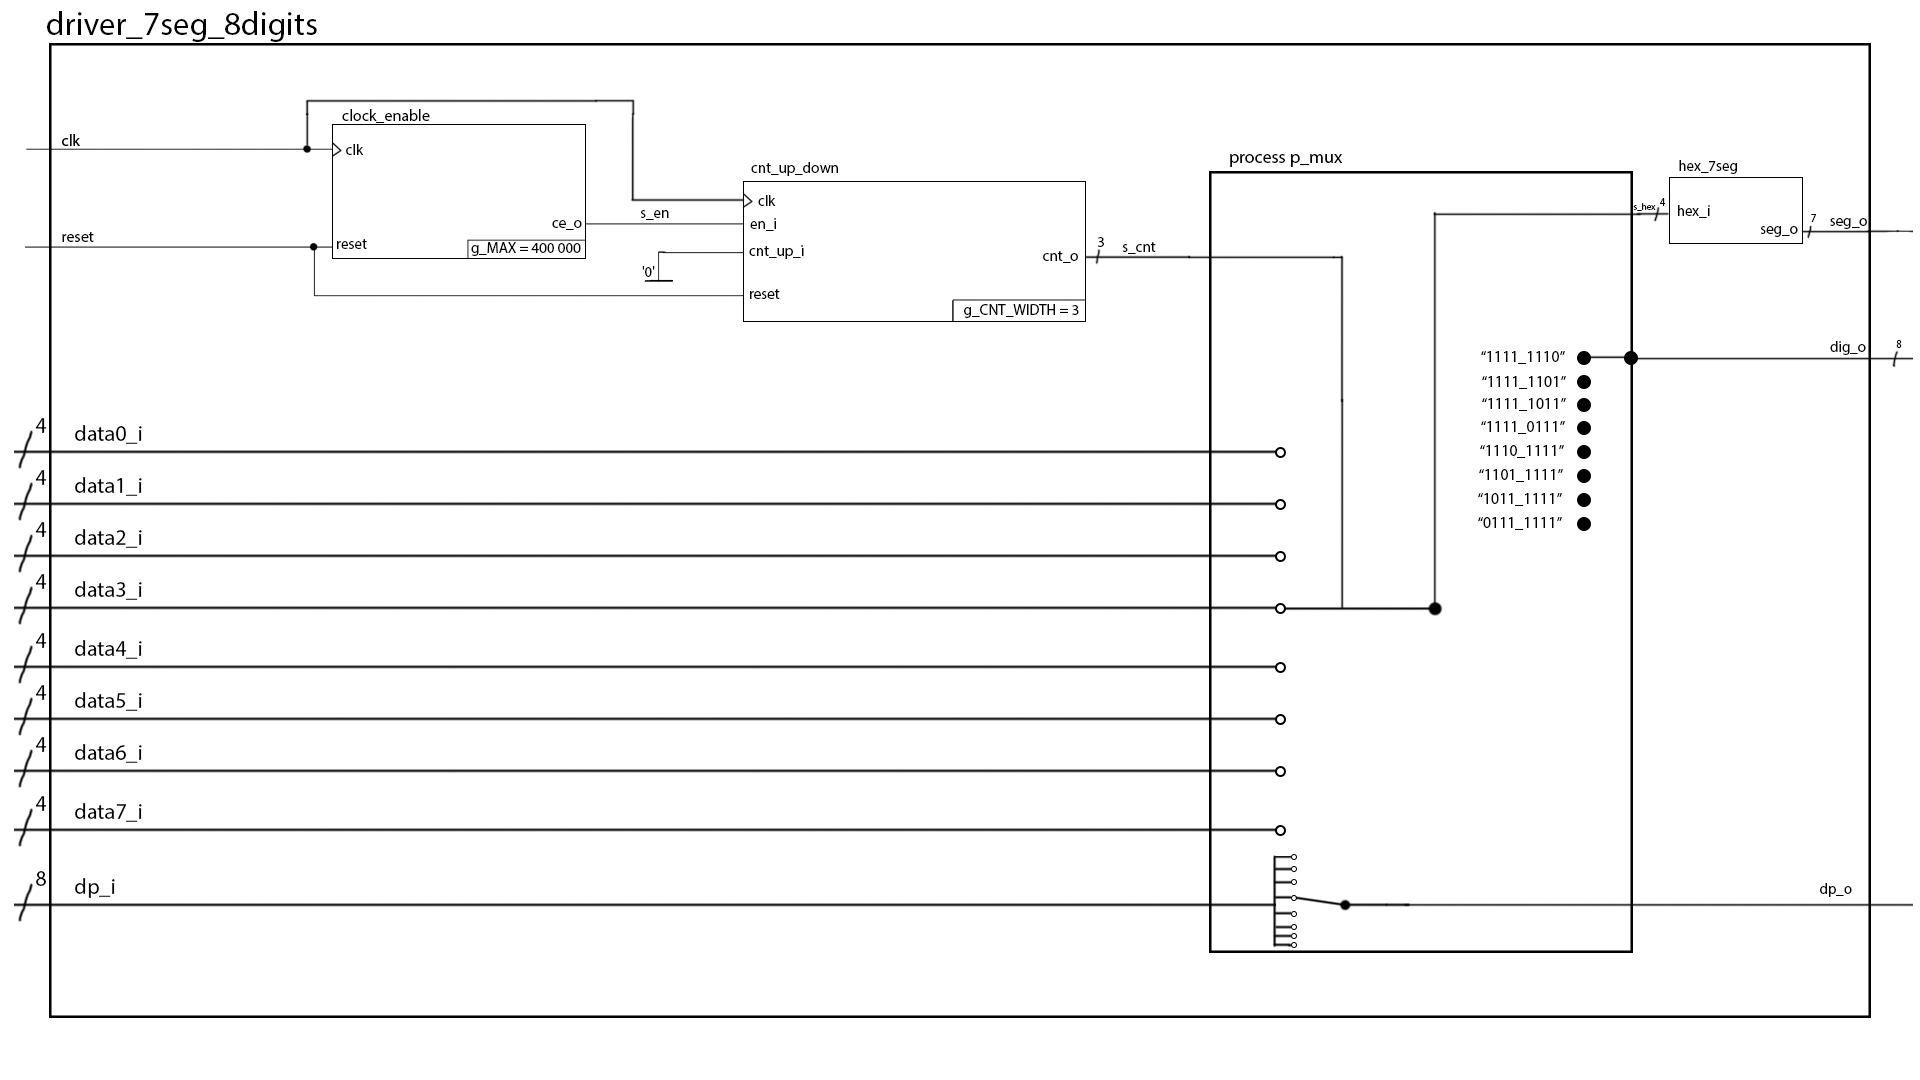 driver_7seg_8digits
clock_enable
clk
clk
reset
reset
ce_o
g_MAX = 400 000
s_en
'0'
cnt_up_down
clk
en_i
cnt_up_i
reset
cnt_o
g_CNT_WIDTH = 3
3
s_cnt
process p_mux
s_hex
4
hex_7seg
hex_i
seg_o
7
seg_o
“1111_1110”
“1111_1101”
“1111_1011”
“1111_0111”
“1110_1111”
“1101_1111”
“1011_1111”
“0111_1111”
dig_o
8
4
data0_i
4
data1_i
4
data2_i
4
data3_i
4
data4_i
4
data5_i
4
data6_i
4
data7_i
8
dp_i
dp_o